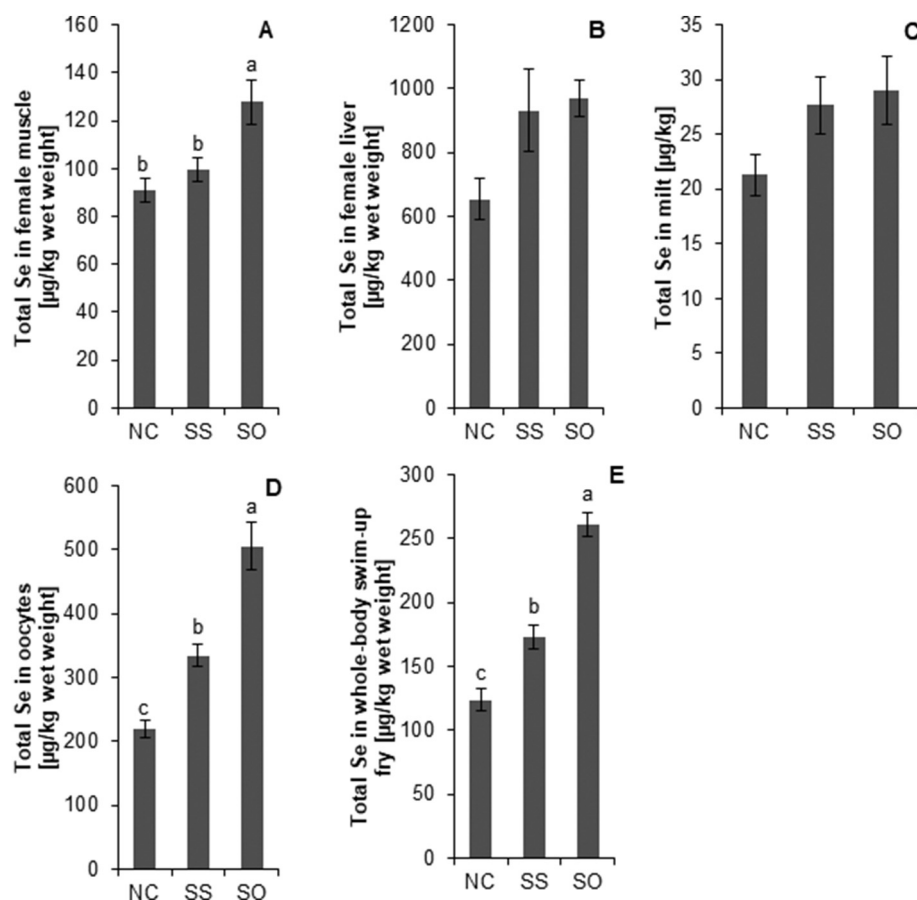 A
Total Se in female muscle
[µg/kg wet weight]
160
140
120
100
80
60
40
20
0
b
b
a
NC SS SO
B
Total Se in female liver
[µg/kg wet weight]
1200
1000
800
600
400
200
0
NC SS SO
C
Total Se in milt [µg/kg]
35
30
25
20
15
10
5
0
NC SS SO
D
Total Se in oocytes
[µg/kg wet weight]
600
500
400
300
200
100
0
c
b
a
NC SS SO
E
Total Se in whole-body swim-up
fry [µg/kg wet weight]
300
250
200
150
100
50
0
c
b
a
NC SS SO